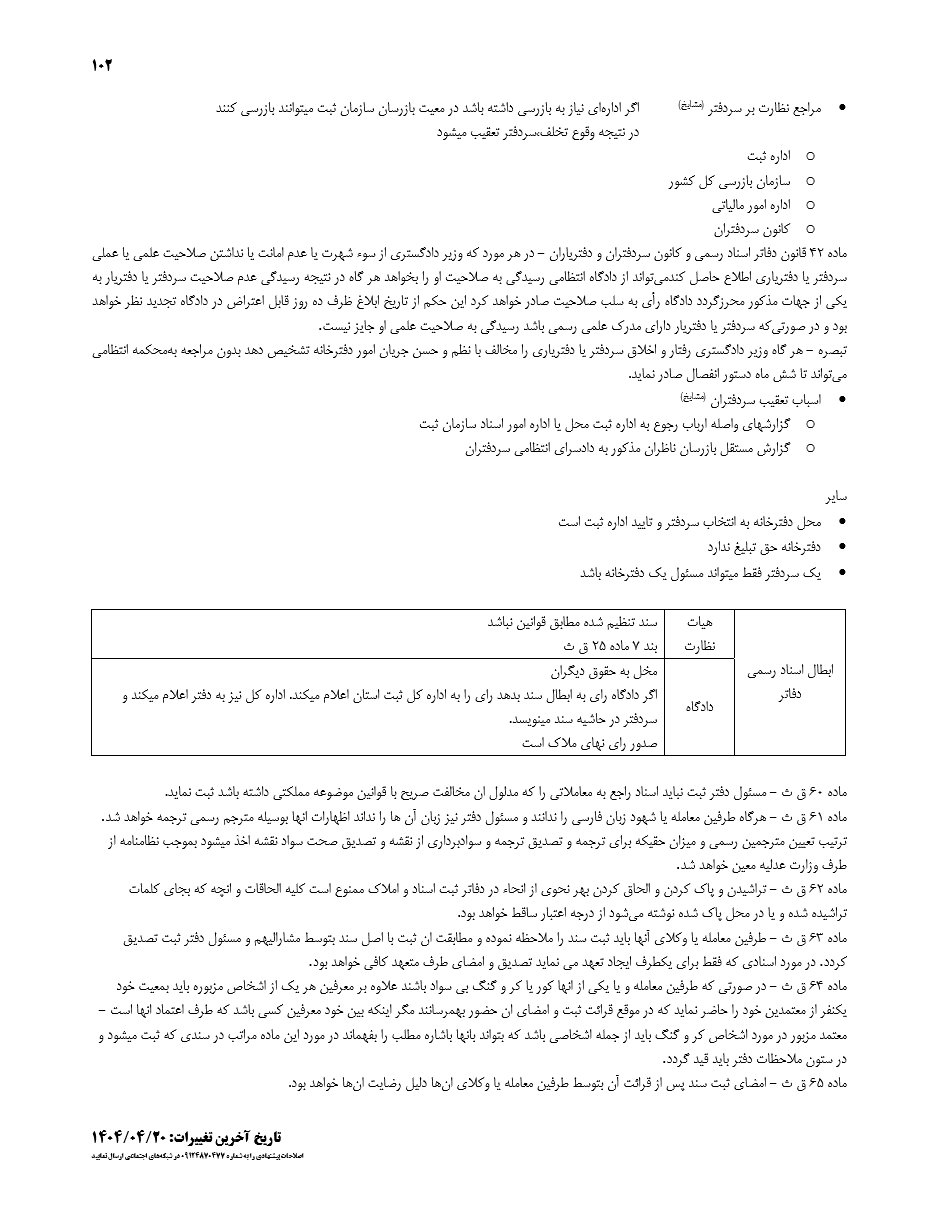 ۱۰۲
• مراجع نظارت بر سردفتر (مشایخ) اگر اداره‌ای نیاز به بازرسی داشته باشد در معیت بازرسان سازمان ثبت میتوانند بازرسی کنند
در نتیجه وقوع تخلف،سردفتر تعقیب میشود
○ اداره ثبت
○ سازمان بازرسی کل کشور
○ اداره امور مالیاتی
○ کانون سردفتران
ماده ۴۲ قانون دفاتر اسناد رسمی و کانون سردفتران و دفتریاران – در هر مورد که وزیر دادگستری از سوء شهرت یا عدم امانت یا نداشتن صلاحیت علمی یا عملی
سردفتر یا دفتریاری اطلاع حاصل کندمی‌تواند از دادگاه انتظامی رسیدگی به صلاحیت او را بخواهد هر گاه در نتیجه رسیدگی عدم صلاحیت سردفتر یا دفتریار به
یکی از جهات مذکور محرزگردد دادگاه رأی به سلب صلاحیت صادر خواهد کرد این حکم از تاریخ ابلاغ ظرف ده روز قابل اعتراض در دادگاه تجدید نظر خواهد
بود و در صورتی‌که سردفتر یا دفتریار دارای مدرک علمی رسمی باشد رسیدگی به صلاحیت علمی او جایز نیست.
تبصره – هر گاه وزیر دادگستری رفتار و اخلاق سردفتر یا دفتریاری را مخالف با نظم و حسن جریان امور دفترخانه تشخیص دهد بدون مراجعه به‌محکمه انتظامی
می‌تواند تا شش ماه دستور انفصال صادر نماید.
• اسباب تعقیب سردفتران (مشایخ)
○ گزارشهای واصله ارباب رجوع به اداره ثبت محل یا اداره امور اسناد سازمان ثبت
○ گزارش مستقل بازرسان ناظران مذکور به دادسرای انتظامی سردفتران
سایر
• محل دفترخانه به انتخاب سردفتر و تایید اداره ثبت است
• دفترخانه حق تبلیغ ندارد
• یک سردفتر فقط میتواند مسئول یک دفترخانه باشد
ابطال اسناد رسمی
دفاتر
هیات
نظارت
سند تنظیم شده مطابق قوانین نباشد
بند ۷ ماده ۲۵ ق ث
دادگاه
مخل به حقوق دیگران
اگر دادگاه رای به ابطال سند بدهد رای را به اداره کل ثبت استان اعلام میکند. اداره کل نیز به دفتر اعلام میکند و
سردفتر در حاشیه سند مینویسد.
صدور رای نهای ملاک است
ماده ۶۰ ق ث – مسئول دفتر ثبت نباید اسناد راجع به معاملاتی را که مدلول ان مخالفت صریح با قوانین موضوعه مملکتی داشته باشد ثبت نماید.
ماده ۶۱ ق ث – هرگاه طرفین معامله یا شهود زبان فارسی را ندانند و مسئول دفتر نیز زبان آن ها را نداند اظهارات انها بوسیله مترجم رسمی ترجمه خواهد شد.
ترتیب تعیین مترجمین رسمی و میزان حقیکه برای ترجمه و تصدیق ترجمه و سوادبرداری از نقشه و تصدیق صحت سواد نقشه اخذ میشود بموجب نظامنامه از
طرف وزارت عدلیه معین خواهد شد.
ماده ۶۲ ق ث – تراشیدن و پاک کردن و الحاق کردن بهر نحوی از انحاء در دفاتر ثبت اسناد و املاک ممنوع است کلیه الحاقات و انچه که بجای کلمات
تراشیده شده و یا در محل پاک شده نوشته می‌شود از درجه اعتبار ساقط خواهد بود.
ماده ۶۳ ق ث – طرفین معامله یا وکلای آنها باید ثبت سند را ملاحظه نموده و مطابقت ان ثبت با اصل سند بتوسط مشارالیهم و مسئول دفتر ثبت تصدیق
گردد. در مورد اسنادی که فقط برای یکطرف ایجاد تعهد می نماید تصدیق و امضای طرف متعهد کافی خواهد بود.
ماده ۶۴ ق ث – در صورتی که طرفین معامله و یا یکی از انها کور یا کر و گنگ بی سواد باشند علاوه بر معرفین هر یک از اشخاص مزبوره باید بمعیت خود
یکنفر از معتمدین خود را حاضر نماید که در موقع قرائت ثبت و امضای ان حضور بهمرسانند مگر اینکه بین خود معرفین کسی باشد که طرف اعتماد انها است –
معتمد مزبور در مورد اشخاص کر و گنگ باید از جمله اشخاصی باشد که بتواند بانها باشاره مطلب را بفهماند در مورد این ماده مراتب در سندی که ثبت میشود و
در ستون ملاحظات دفتر باید قید گردد.
ماده ۶۵ ق ث – امضای ثبت سند پس از قرائت آن بتوسط طرفین معامله یا وکلای ان‌ها دلیل رضایت ان‌ها خواهد بود.
تاریخ آخرین تغییرات: ۱۴۰۴/۰۴/۲۰
اصلاحات پیشنهادی را به شماره ۰۹۱۲۴۸۷۰۴۷۷ در شبکه‌های اجتماعی ارسال نمایید